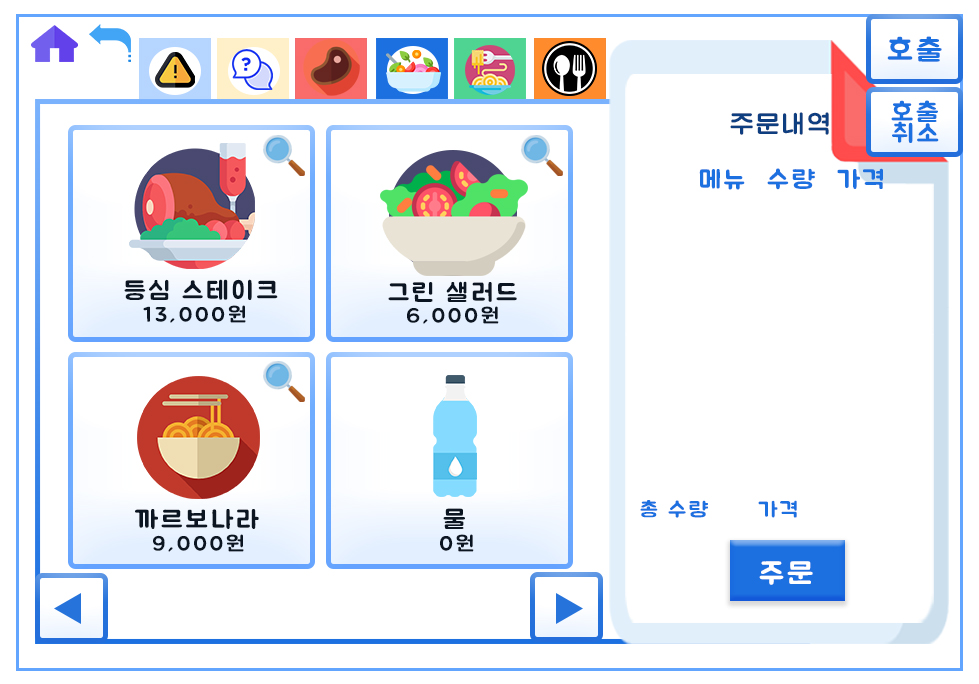 호출
호출
취소
주문내역
메뉴 수량 가격
등심 스테이크
13,000원
그린 샐러드
6,000원
까르보나라
9,000원
물
0원
총 수량 가격
주문